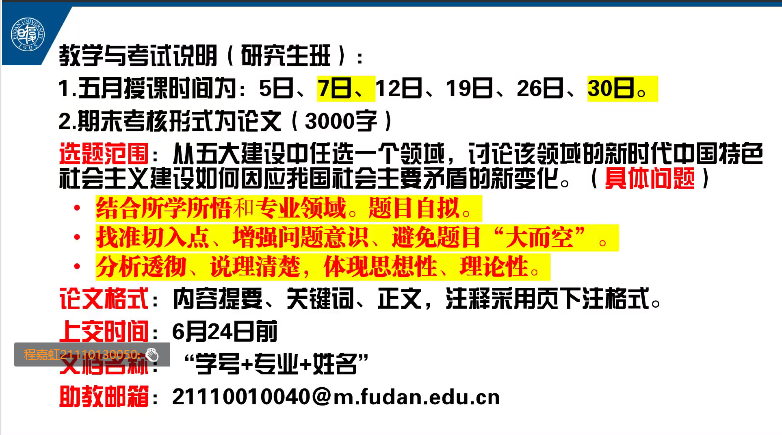 教学与考试说明（研究生班）：
1.五月授课时间为：5日、7日、12日、19日、26日、30日。
2.期末考核形式为论文（3000字）
选题范围：从五大建设中任选一个领域，讨论该领域的新时代中国特色
社会主义建设如何因应我国社会主要矛盾的新变化。（具体问题）
• 结合所学所悟和专业领域。题目自拟。
• 找准切入点、增强问题意识、避免题目“大而空”。
• 分析透彻、说理清楚，体现思想性、理论性。
论文格式：内容提要、关键词、正文，注释采用页下注格式。
上交时间：6月24日前
程嘉虹21110130050:
文档名称：“学号+专业+姓名”
助教邮箱：21110010040@m.fudan.edu.cn